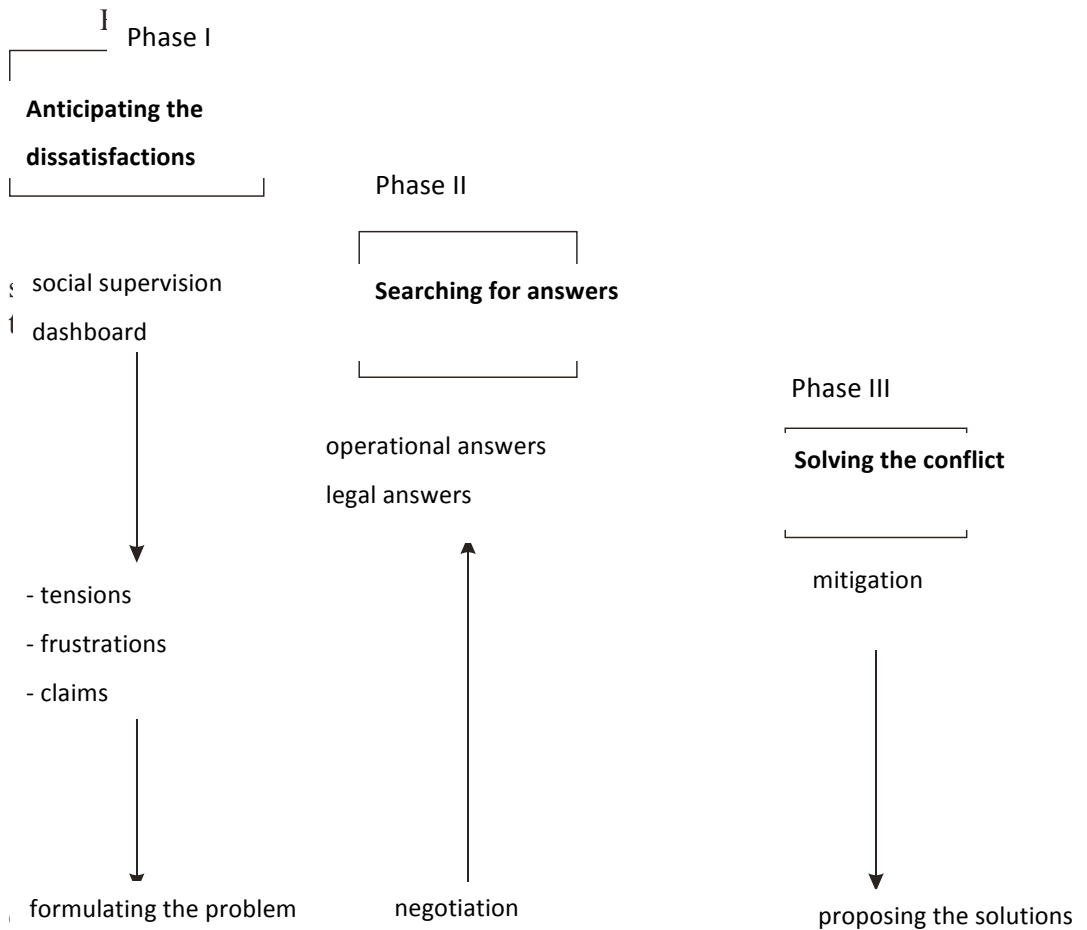 Phase I
Anticipating the
dissatisfactions
social supervision
dashboard
- tensions
- frustrations
- claims
formulating the problem
Phase II
Searching for answers
operational answers
legal answers
negotiation
Phase III
Solving the conflict
mitigation
proposing the solutions